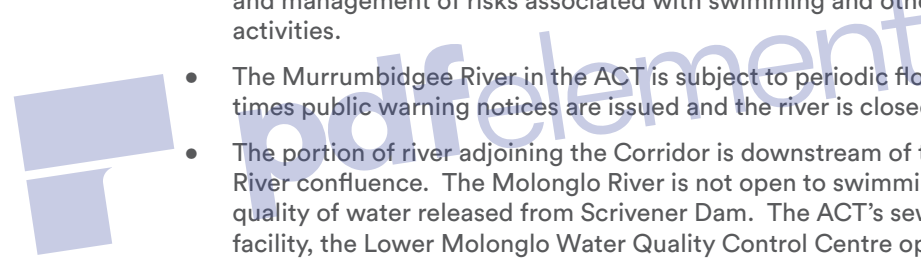 and management of risks associated with swimming and othe
activities.
• The Murrumbidgee River in the ACT is subject to periodic flo
times public warning notices are issued and the river is closed
• The portion of river adjoining the Corridor is downstream of t
River confluence. The Molonglo River is not open to swimmi
quality of water released from Scrivener Dam. The ACT's sew
facility, the Lower Molonglo Water Quality Control Centre op
pdfelement